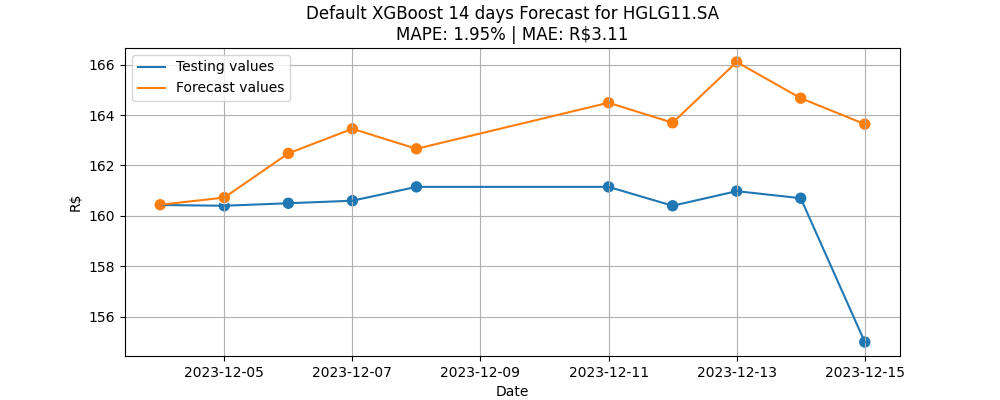 Default XGBoost 14 days Forecast for HGLG11.SA
MAPE: 1.95% | MAE: R$3.11
Testing values
Forecast values
166
164
162
160
158
156
R$
2023-12-05
2023-12-07
2023-12-09
2023-12-11
2023-12-13
2023-12-15
Date